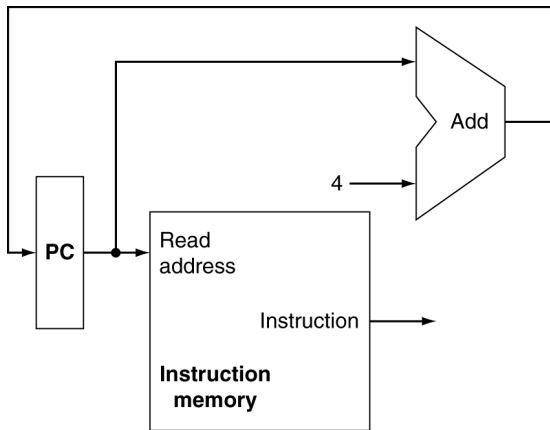 Add
4
PC
Read
address
Instruction
Instruction
memory